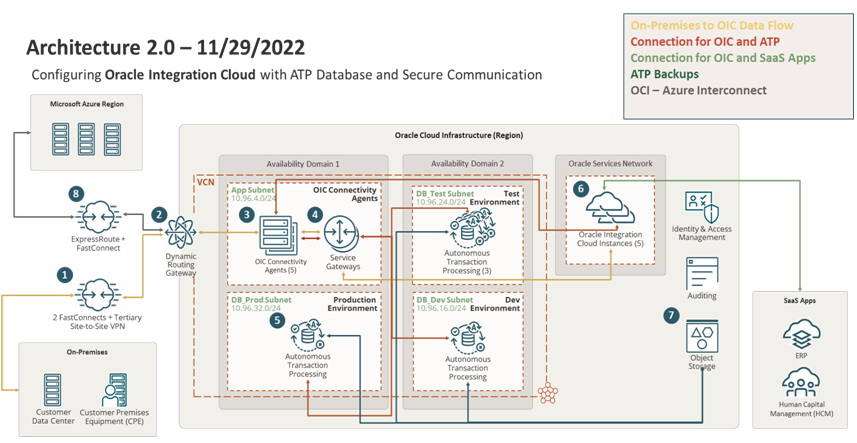 Architecture 2.0 – 11/29/2022
Configuring Oracle Integration Cloud with ATP Database and Secure Communication
On-Premises to OIC Data Flow
Connection for OIC and ATP
Connection for OIC and SaaS Apps
ATP Backups
OCI – Azure Interconnect
Microsoft Azure Region
8
ExpressRoute +
FastConnect
1
2 FastConnects + Tertiary
Site-to-Site VPN
On-Premises
Customer
Data Center
Customer Premises
Equipment (CPE)
2
Dynamic
Routing
Gateway
Oracle Cloud Infrastructure (Region)
VCN
Availability Domain 1
App Subnet
10.96.4.0/24
OIC Connectivity
Agents
3
OIC Connectivity
Agents (5)
4
Service
Gateways
DB_Prod Subnet
10.96.32.0/24
Production
Environment
5
Autonomous
Transaction
Processing
Availability Domain 2
DB_Test Subnet
10.96.24.0/24
Test
Environment
Autonomous
Transaction
Processing (3)
DB_Dev Subnet
10.96.16.0/24
Dev
Environment
Autonomous
Transaction
Processing
Oracle Services Network
6
Oracle Integration
Cloud Instances (5)
Identity & Access
Management
Auditing
7
Object
Storage
SaaS Apps
ERP
Human Capital
Management (HCM)